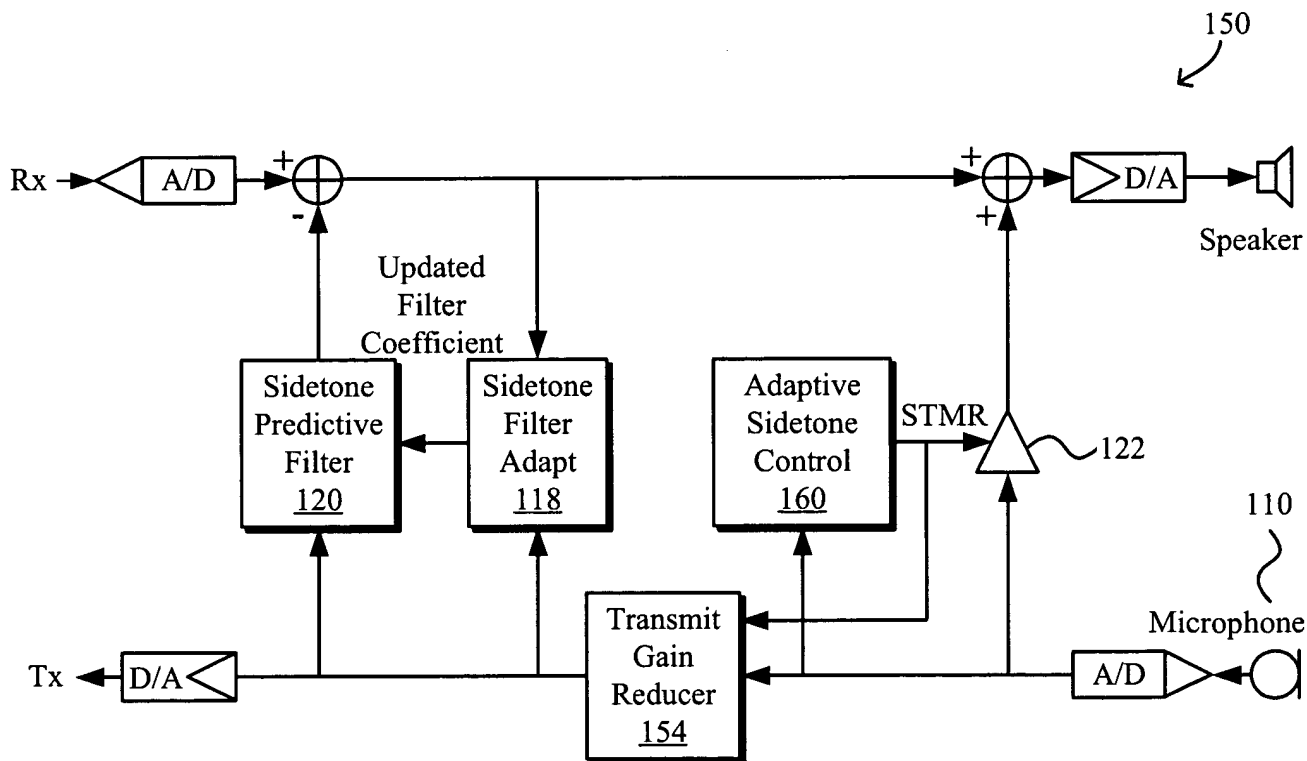 150
Rx
A/D
+
-
+
+
D/A
Speaker
Updated
Filter
Coefficient
Sidetone
Predictive
Filter
120
Sidetone
Filter
Adapt
118
Adaptive
Sidetone
Control
160
STMR
122
110
Microphone
Transmit
Gain
Reducer
154
Tx
D/A
A/D